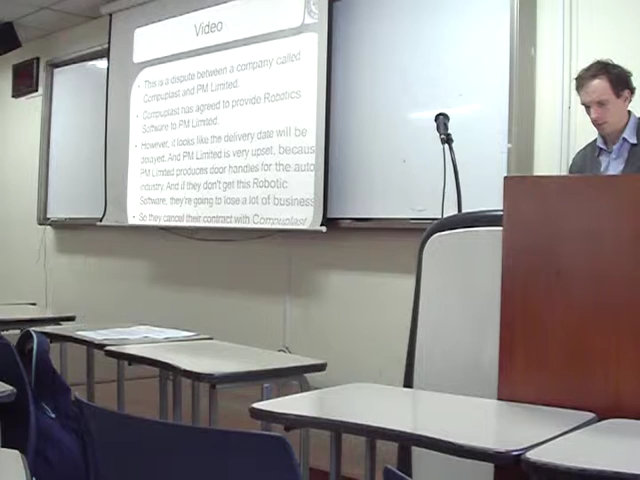 Video
• This is a dispute between a company called
Compuplast and PM Limited.
• Compuplast has agreed to provide Robotics
Software to PM Limited.
• However, it looks like the delivery date will be
delayed. And PM Limited is very upset, becaus
PM Limited produces door handles for the auto
industry. And if they don't get this Robotic
Software, they're going to lose a lot of business
• So they cancel their contract with Compuplast